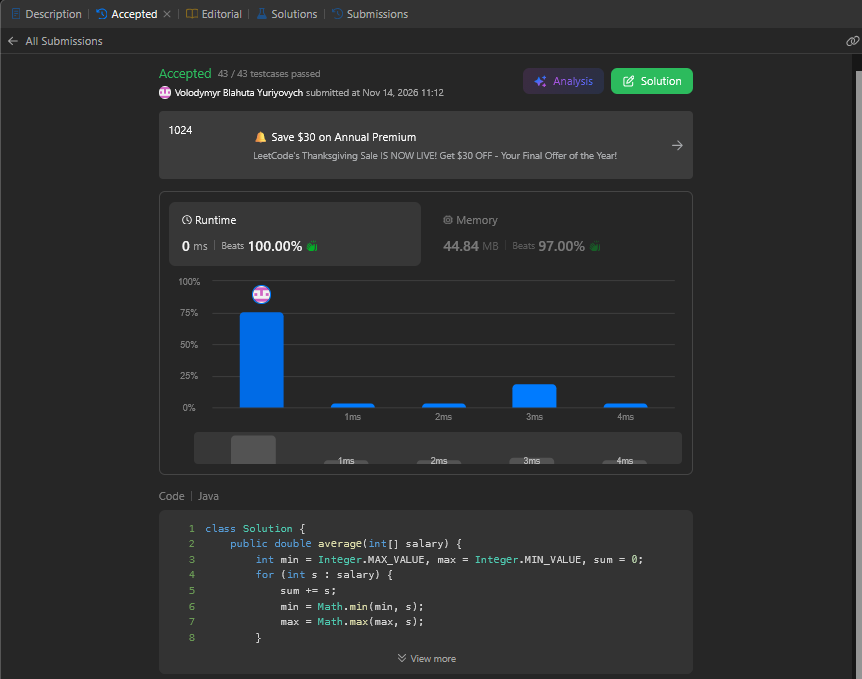 Description | Accepted × | Editorial | Solutions | Submissions
All Submissions
Accepted 43 / 43 testcases passed
Volodymyr Blahuta Yuriyovych submitted at Nov 14, 2026 11:12
Analysis
Solution
1024
Save $30 on Annual Premium
LeetCode's Thanksgiving Sale IS NOW LIVE! Get $30 OFF - Your Final Offer of the Year!
Runtime
0 ms | Beats 100.00%
Memory
44.84 MB | Beats 97.00%
100%
75%
50%
25%
0%
1ms 2ms 3ms 4ms
1ms 2ms 3ms 4ms
Code | Java
1 class Solution {
2     public double average(int[] salary) {
3         int min = Integer.MAX_VALUE, max = Integer.MIN_VALUE, sum = 0;
4         for (int s : salary) {
5             sum += s;
6             min = Math.min(min, s);
7             max = Math.max(max, s);
8         }
View more